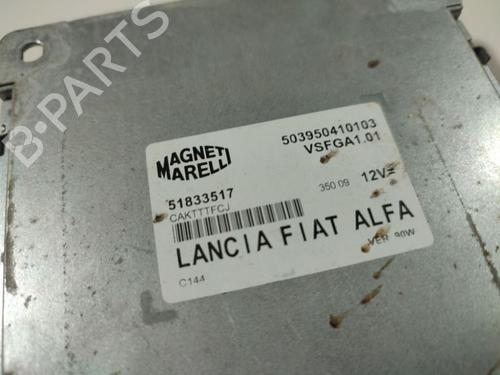 503950410103
VSFGA1.01
MAGNETI
MARELLI
51833517
CAKTTTFCJ
350 09
12V
LANCIA FIAT ALFA
VER. 90W
C144
B-PARTS